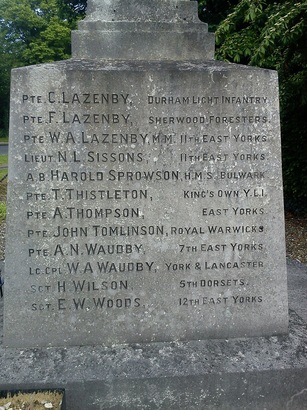 PTE. C. LAZENBY, DURHAM LIGHT INFANTRY.
PTE. F. LAZENBY, SHERWOOD FORESTERS.
PTE. W.A. LAZENBY, M.M. 11TH EAST YORKS.
LIEUT. N.L. SISSONS, 11TH EAST YORKS.
A.B. HAROLD SPROWSON, H.M.S. BULWARK
PTE. T. THISTLETON, KING'S OWN Y.L.I.
PTE. A. THOMPSON, EAST YORKS.
PTE. JOHN TOMLINSON, ROYAL WARWICKS
PTE. A.N. WAUDBY, 7TH EAST YORKS.
LC. CPL. W.A. WAUDBY, YORK & LANCASTER
SGT. H. WILSON 5TH DORSETS.
SGT. E.W. WOODS, 12TH EAST YORKS